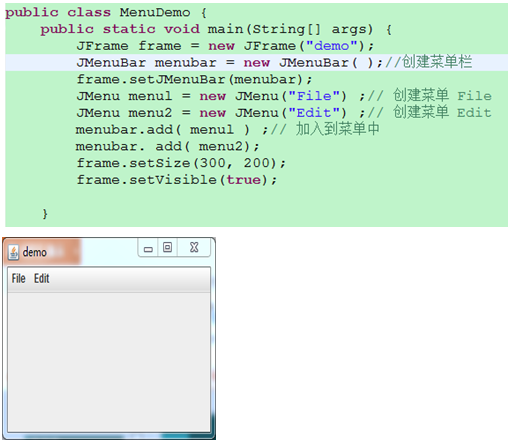 public class MenuDemo {
public static void main(String[] args) {
JFrame frame = new JFrame("demo");
JMenuBar menubar = new JMenuBar( );//创建菜单栏
frame.setJMenuBar(menubar);
JMenu menu1 = new JMenu("File") ;// 创建菜单 File
JMenu menu2 = new JMenu("Edit") ;// 创建菜单 Edit
menubar.add( menu1 ) ;// 加入到菜单中
menubar. add( menu2);
frame.setSize(300, 200);
frame.setVisible(true);
}
demo
File Edit